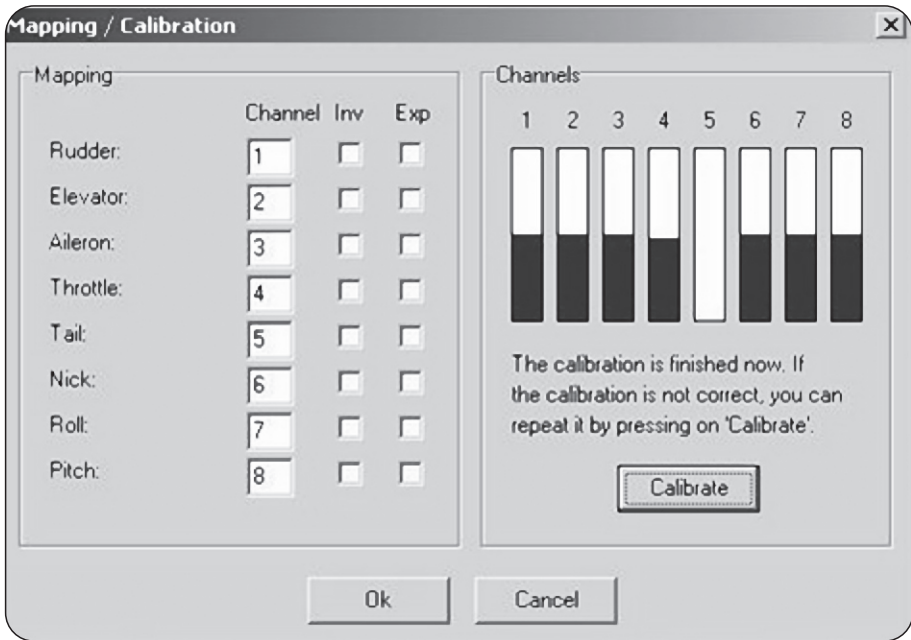 Mapping / Calibration
Mapping
Channel Inv Exp
Rudder: 1
Elevator: 2
Aileron: 3
Throttle: 4
Tail: 5
Nick: 6
Roll: 7
Pitch: 8
Channels
1 2 3 4 5 6 7 8
The calibration is finished now. If
the calibration is not correct, you can
repeat it by pressing on 'Calibrate'.
Calibrate
Ok Cancel